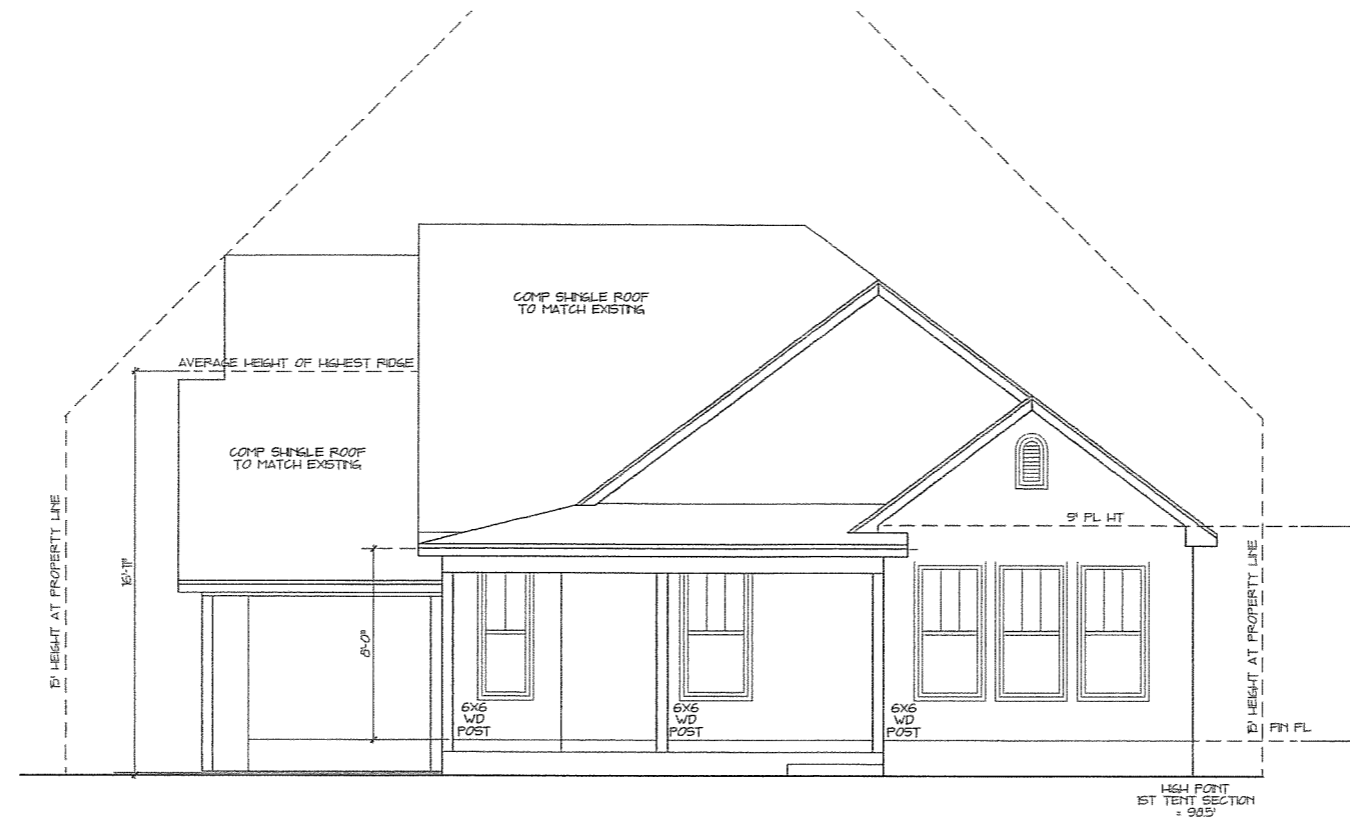 COMP SHINGLE ROOF
TO MATCH EXISTING
AVERAGE HEIGHT OF HIGHEST RIDGE
COMP SHINGLE ROOF
TO MATCH EXISTING
15' HEIGHT AT PROPERTY LINE
16'-11"
8'-0"
9' PL HT
15' HEIGHT AT PROPERTY LINE
6X6
WD
POST
6X6
WD
POST
6X6
WD
POST
FIN FL
HIGH POINT
1ST TENT SECTION
= 98.5'